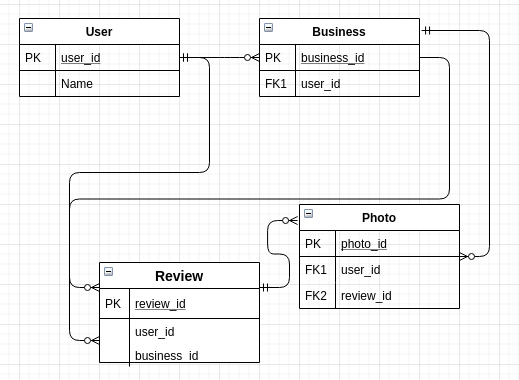 User
PK user_id
Name
Business
PK business_id
FK1 user_id
Photo
PK photo_id
FK1 user_id
FK2 review_id
Review
PK review_id
user_id
business_id